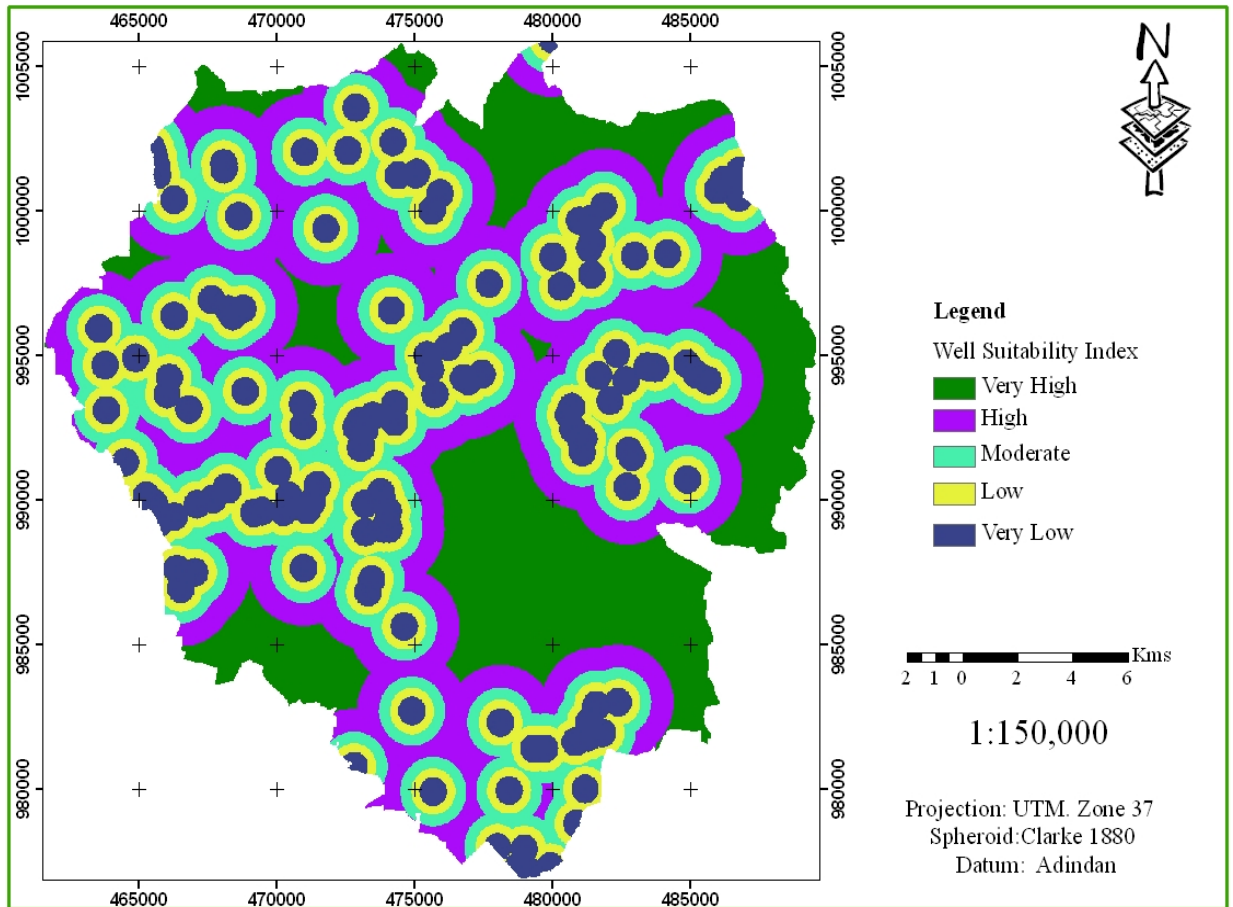 465000 470000 475000 480000 485000
1005000
1005000
1000000
1000000
995000
995000
990000
990000
985000
985000
980000
980000
465000 470000 475000 480000 485000
N
Legend
Well Suitability Index
Very High
High
Moderate
Low
Very Low
Kms
2 1 0 2 4 6
1:150,000
Projection: UTM. Zone 37
Spheroid:Clarke 1880
Datum: Adindan